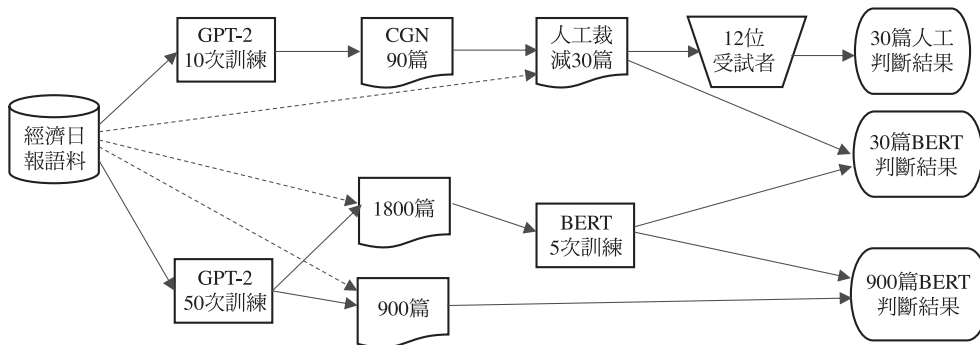 GPT-2
10次訓練
CGN
90篇
人工裁
減30篇
12位
受試者
30篇人工
判斷結果
經濟日
報語料
30篇BERT
判斷結果
1800篇
BERT
5次訓練
GPT-2
50次訓練
900篇
900篇BERT
判斷結果